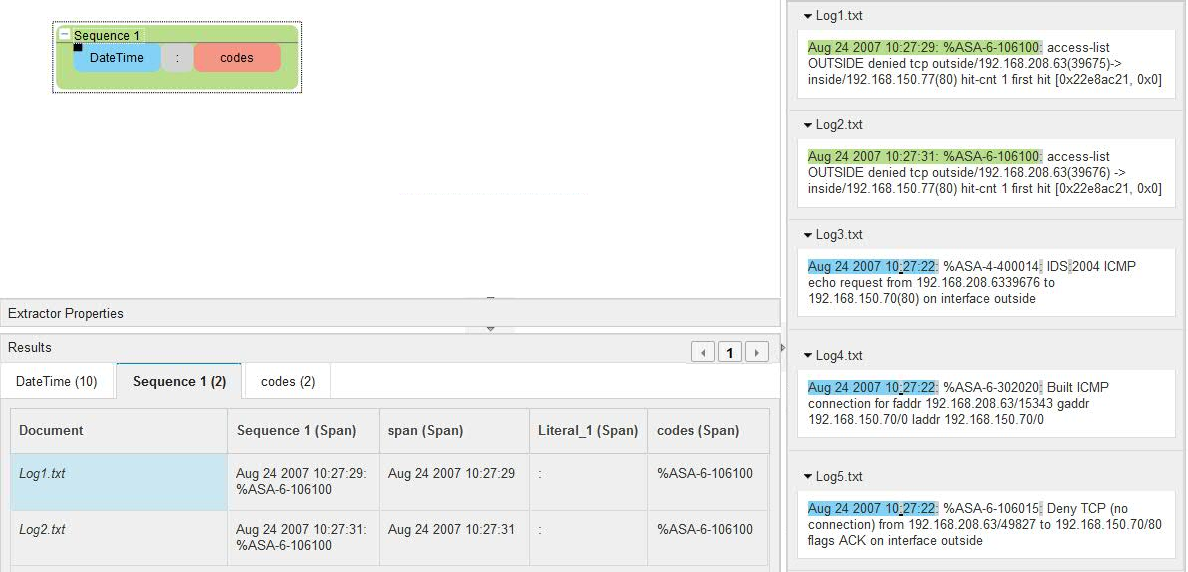 Sequence 1
DateTime : codes
Extractor Properties
Results
1
DateTime (10) Sequence 1 (2) codes (2)
Document Sequence 1 (Span) span (Span) Literal_1 (Span) codes (Span)
Log1.txt Aug 24 2007 10:27:29: Aug 24 2007 10:27:29 : %ASA-6-106100
%ASA-6-106100
Log2.txt Aug 24 2007 10:27:31: Aug 24 2007 10:27:31 : %ASA-6-106100
%ASA-6-106100
Log1.txt
Aug 24 2007 10:27:29: %ASA-6-106100: access-list
OUTSIDE denied tcp outside/192.168.208.63(39675)->
inside/192.168.150.77(80) hit-cnt 1 first hit [0x22e8ac21, 0x0]
Log2.txt
Aug 24 2007 10:27:31: %ASA-6-106100: access-list
OUTSIDE denied tcp outside/192.168.208.63(39676) ->
inside/192.168.150.77(80) hit-cnt 1 first hit [0x22e8ac21, 0x0]
Log3.txt
Aug 24 2007 10:27:22: %ASA-4-400014: IDS:2004 ICMP
echo request from 192.168.208.6339676 to
192.168.150.70(80) on interface outside
Log4.txt
Aug 24 2007 10:27:22: %ASA-6-302020: Built ICMP
connection for faddr 192.168.208.63/15343 gaddr
192.168.150.70/0 laddr 192.168.150.70/0
Log5.txt
Aug 24 2007 10:27:22: %ASA-6-106015: Deny TCP (no
connection) from 192.168.208.63/49827 to 192.168.150.70/80
flags ACK on interface outside